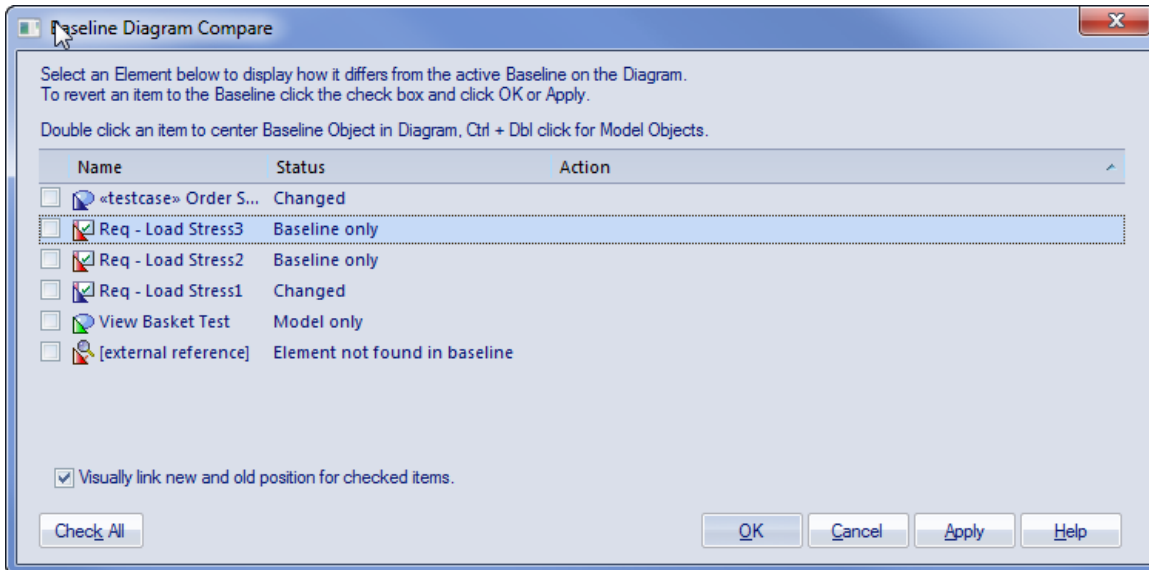 Baseline Diagram Compare
Select an Element below to display how it differs from the active Baseline on the Diagram.
To revert an item to the Baseline click the check box and click OK or Apply.
Double click an item to center Baseline Object in Diagram, Ctrl + Dbl click for Model Objects.
Name Status Action
«testcase» Order S... Changed
Req - Load Stress3 Baseline only
Req - Load Stress2 Baseline only
Req - Load Stress1 Changed
View Basket Test Model only
[external reference] Element not found in baseline
Visually link new and old position for checked items.
Check All OK Cancel Apply Help